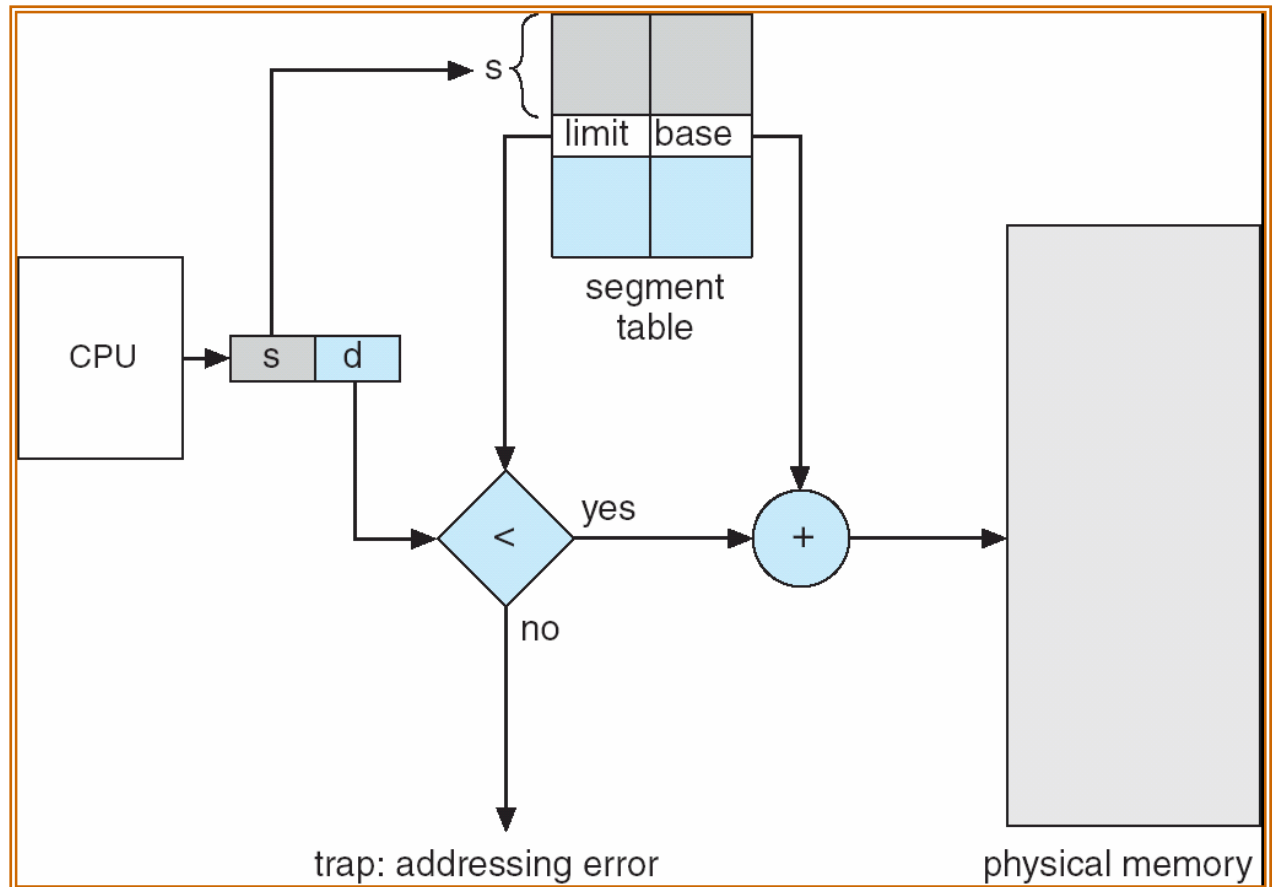 s
limit base
segment
table
CPU
s d
yes
<
+
no
trap: addressing error
physical memory